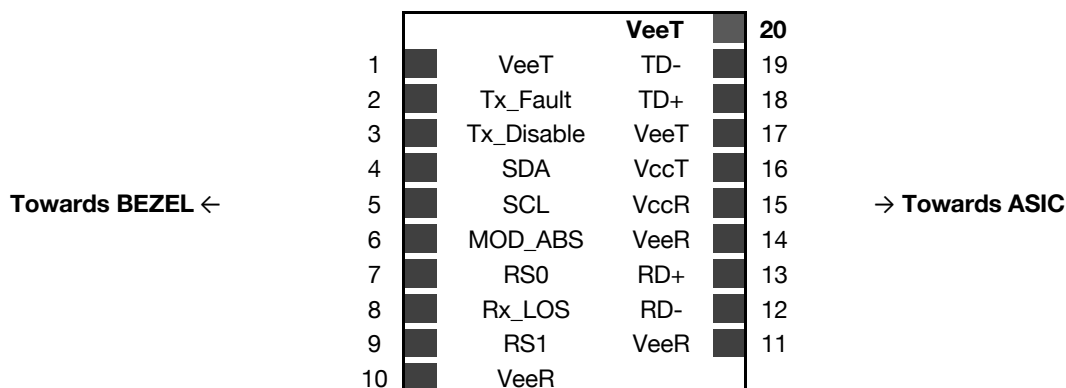 VeeT 20
1 VeeT TD- 19
2 Tx_Fault TD+ 18
3 Tx_Disable VeeT 17
4 SDA VccT 16
Towards BEZEL ← 5 SCL VccR 15 → Towards ASIC
6 MOD_ABS VeeR 14
7 RS0 RD+ 13
8 Rx_LOS RD- 12
9 RS1 VeeR 11
10 VeeR